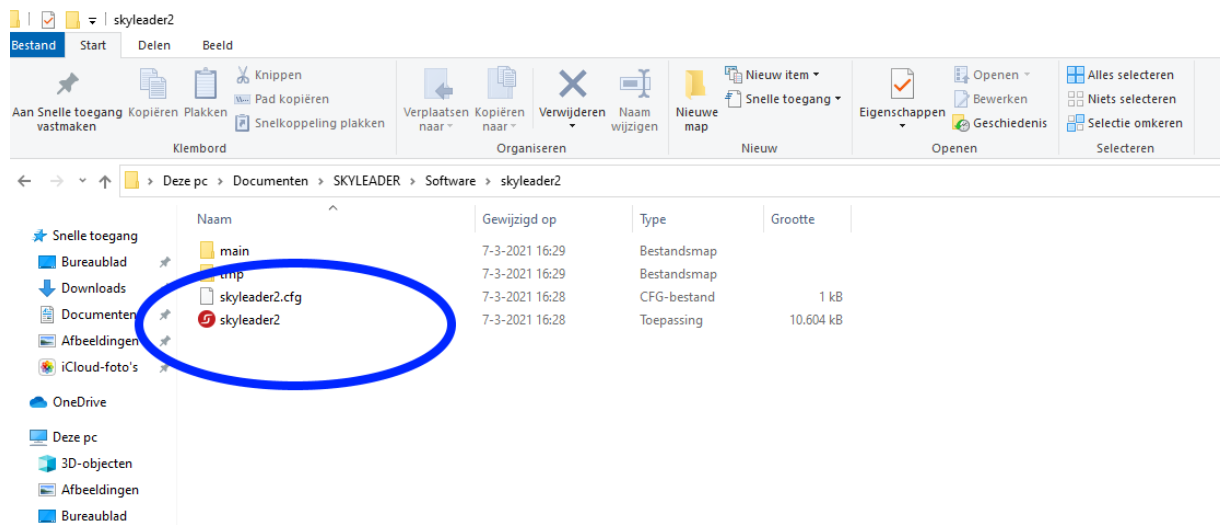 skyleader2
Bestand Start Delen Beeld
Aan Snelle toegang vastmaken
Kopiëren
Plakken
Knippen
Pad kopiëren
Snelkoppeling plakken
Klembord
Verplaatsen naar
Kopiëren naar
Verwijderen
Naam wijzigen
Organiseren
Nieuwe map
Nieuw item
Snelle toegang
Nieuw
Eigenschappen
Openen
Bewerken
Geschiedenis
Openen
Alles selecteren
Niets selecteren
Selectie omkeren
Selecteren
Deze pc > Documenten > SKYLEADER > Software > skyleader2
Snelle toegang
Bureaublad
Downloads
Documenten
Afbeeldingen
iCloud-foto's
OneDrive
Deze pc
3D-objecten
Afbeeldingen
Bureaublad
Naam Gewijzigd op Type Grootte
main 7-3-2021 16:29 Bestandsmap
tmp 7-3-2021 16:29 Bestandsmap
skyleader2.cfg 7-3-2021 16:28 CFG-bestand 1 kB
skyleader2 7-3-2021 16:28 Toepassing 10.604 kB